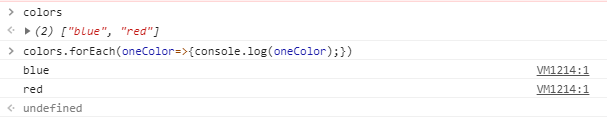 > colors
<· ▶ (2) ["blue", "red"]
> colors.forEach(oneColor=>{console.log(oneColor);})
blue VM1214:1
red VM1214:1
<· undefined